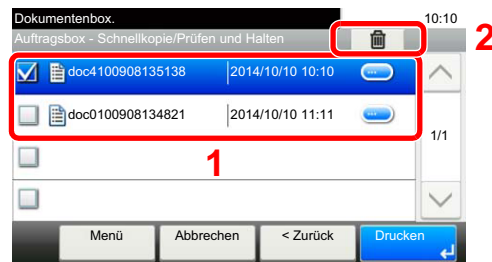 Dokumentenbox. 10:10
Auftragsbox - Schnellkopie/Prüfen und Halten
2
doc4100908135138 2014/10/10 10:10
doc0100908134821 2014/10/10 11:11
1/1
1
Menü Abbrechen < Zurück Drucken